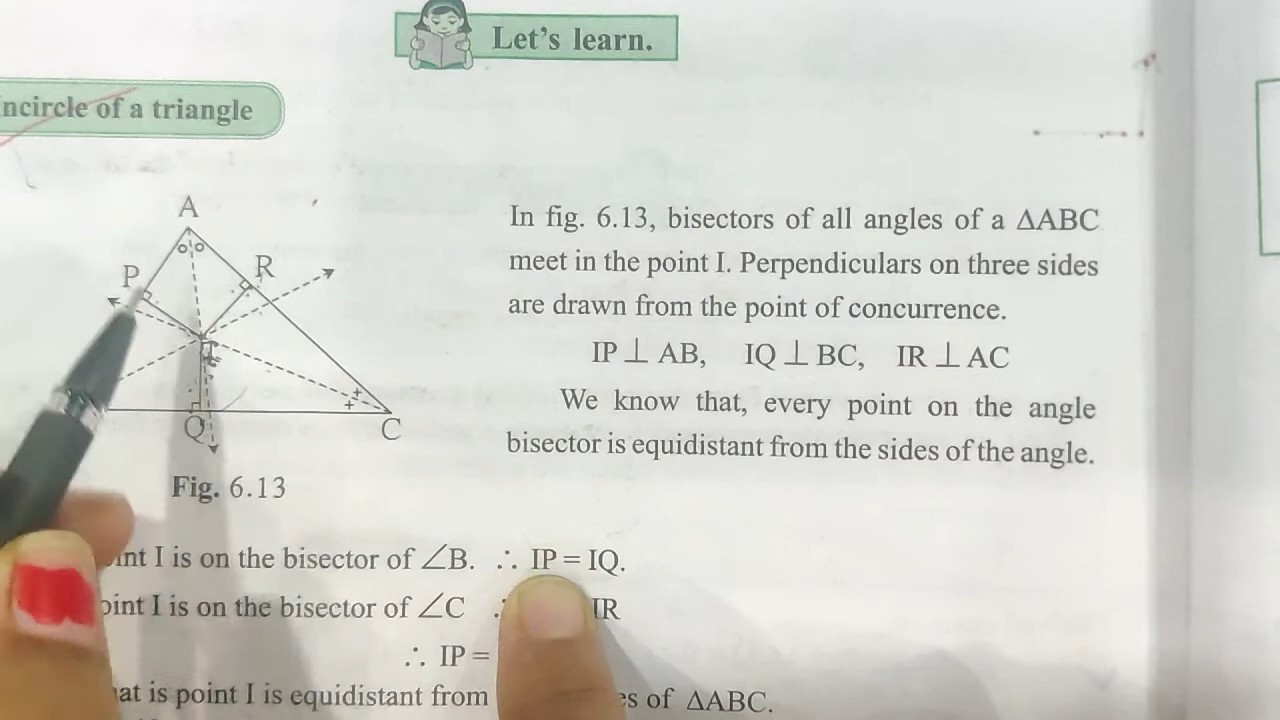 Let's learn.
ncircle of a triangle
A
P
R
I
Q
C
Fig. 6.13
In fig. 6.13, bisectors of all angles of a ΔABC
meet in the point I. Perpendiculars on three sides
are drawn from the point of concurrence.
IP ⊥ AB, IQ ⊥ BC, IR ⊥ AC
We know that, every point on the angle
bisector is equidistant from the sides of the angle.
int I is on the bisector of ∠B. ∴ IP = IQ.
oint I is on the bisector of ∠C IR
∴ IP =
hat is point I is equidistant from es of ΔABC.